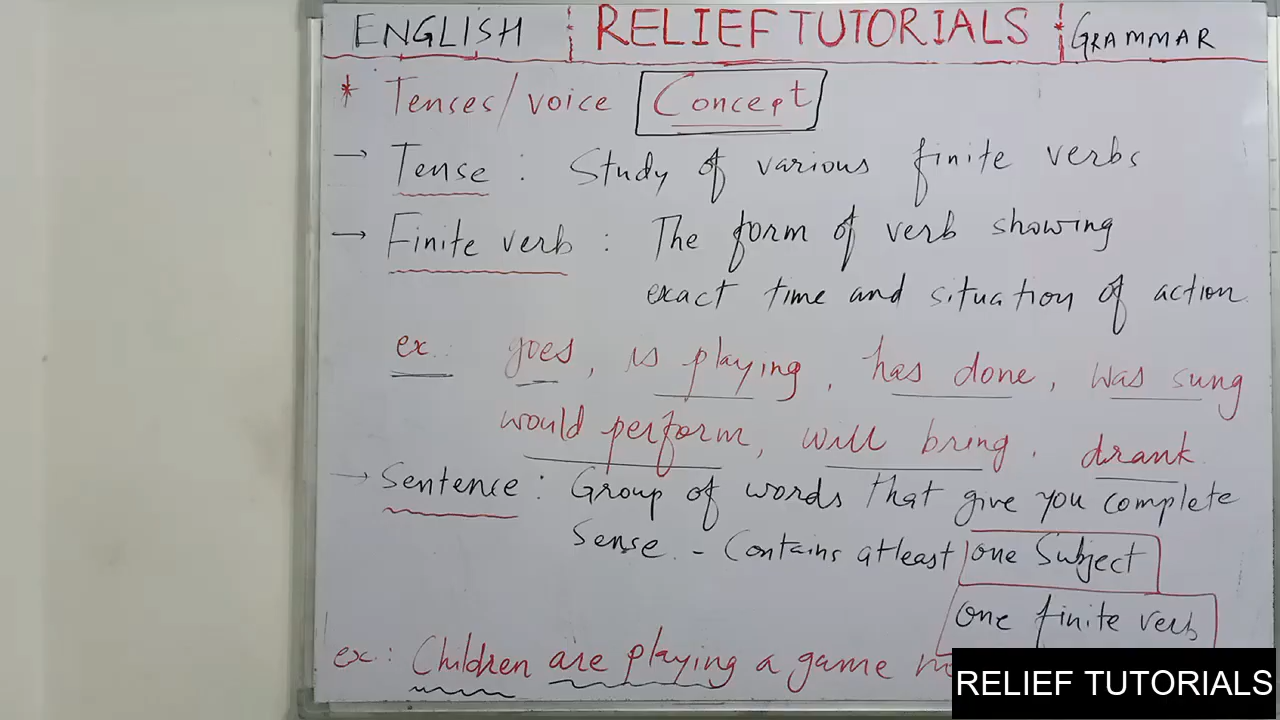 ENGLISH RELIEF TUTORIALS GRAMMAR
* Tenses/voice Concept
→ Tense : Study of various finite verbs
→ Finite verb : The form of verb showing
exact time and situation of action
ex.: goes, is playing, has done, was sung
would perform, will bring, drank.
→ Sentence : Group of words that give you complete
Sense. - Contains atleast one Subject
One finite verb
ex.: Children are playing a game
RELIEF TUTORIALS